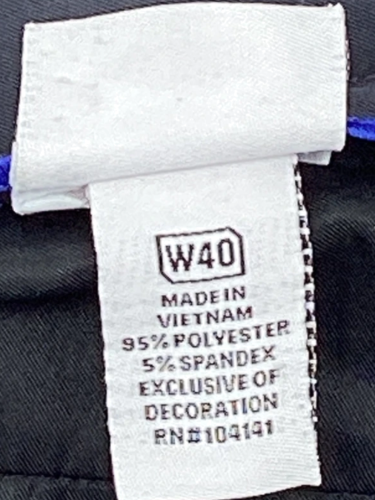 W40
MADE IN
VIETNAM
95% POLYESTER
5% SPANDEX
EXCLUSIVE OF
DECORATION
RN#104141